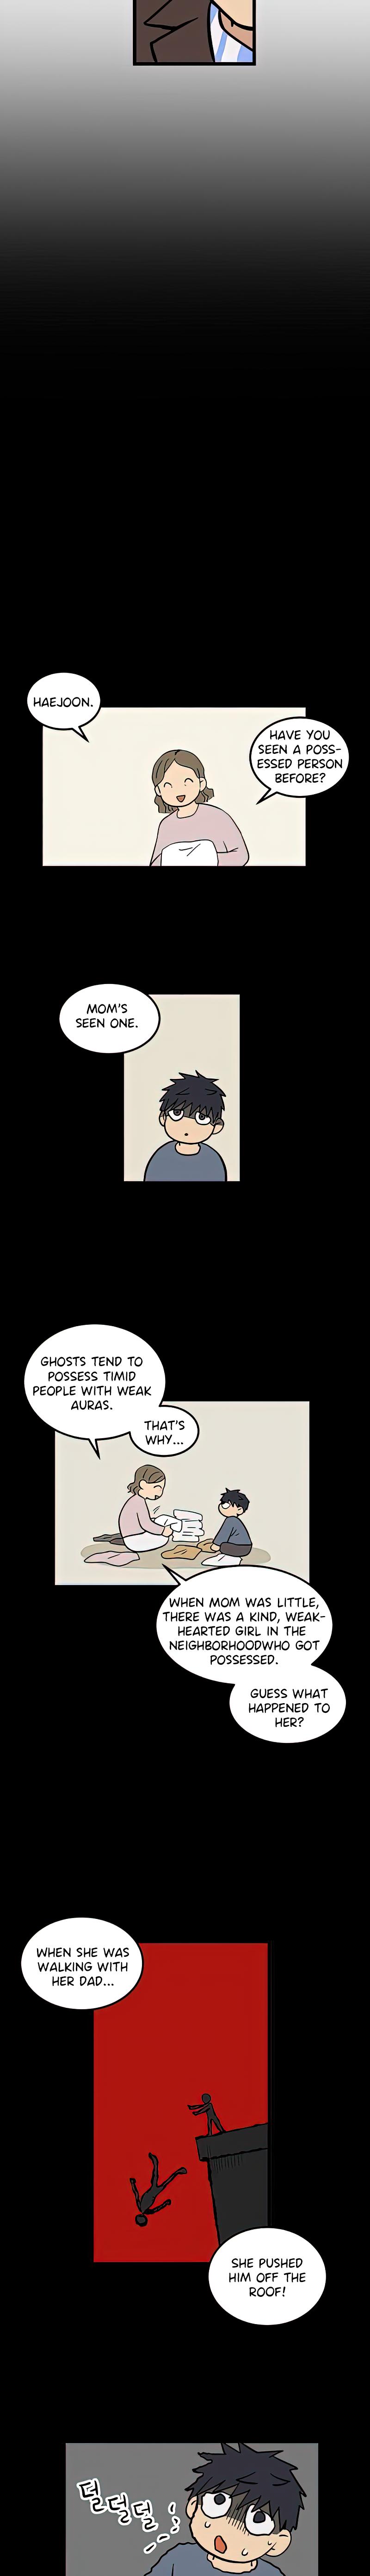 HAEJOON.
HAVE YOU
SEEN A POSS-
ESSED PERSON
BEFORE?
MOM'S
SEEN ONE.
GHOSTS TEND TO
POSSESS TIMID
PEOPLE WITH WEAK
AURAS.
THAT'S
WHY...
WHEN MOM WAS LITTLE,
THERE WAS A KIND, WEAK-
HEARTED GIRL IN THE
NEIGHBORHOODWHO GOT
POSSESSED.
GUESS WHAT
HAPPENED TO
HER?
WHEN SHE WAS
WALKING WITH
HER DAD...
SHE PUSHED
HIM OFF THE
ROOF!
덜덜덜